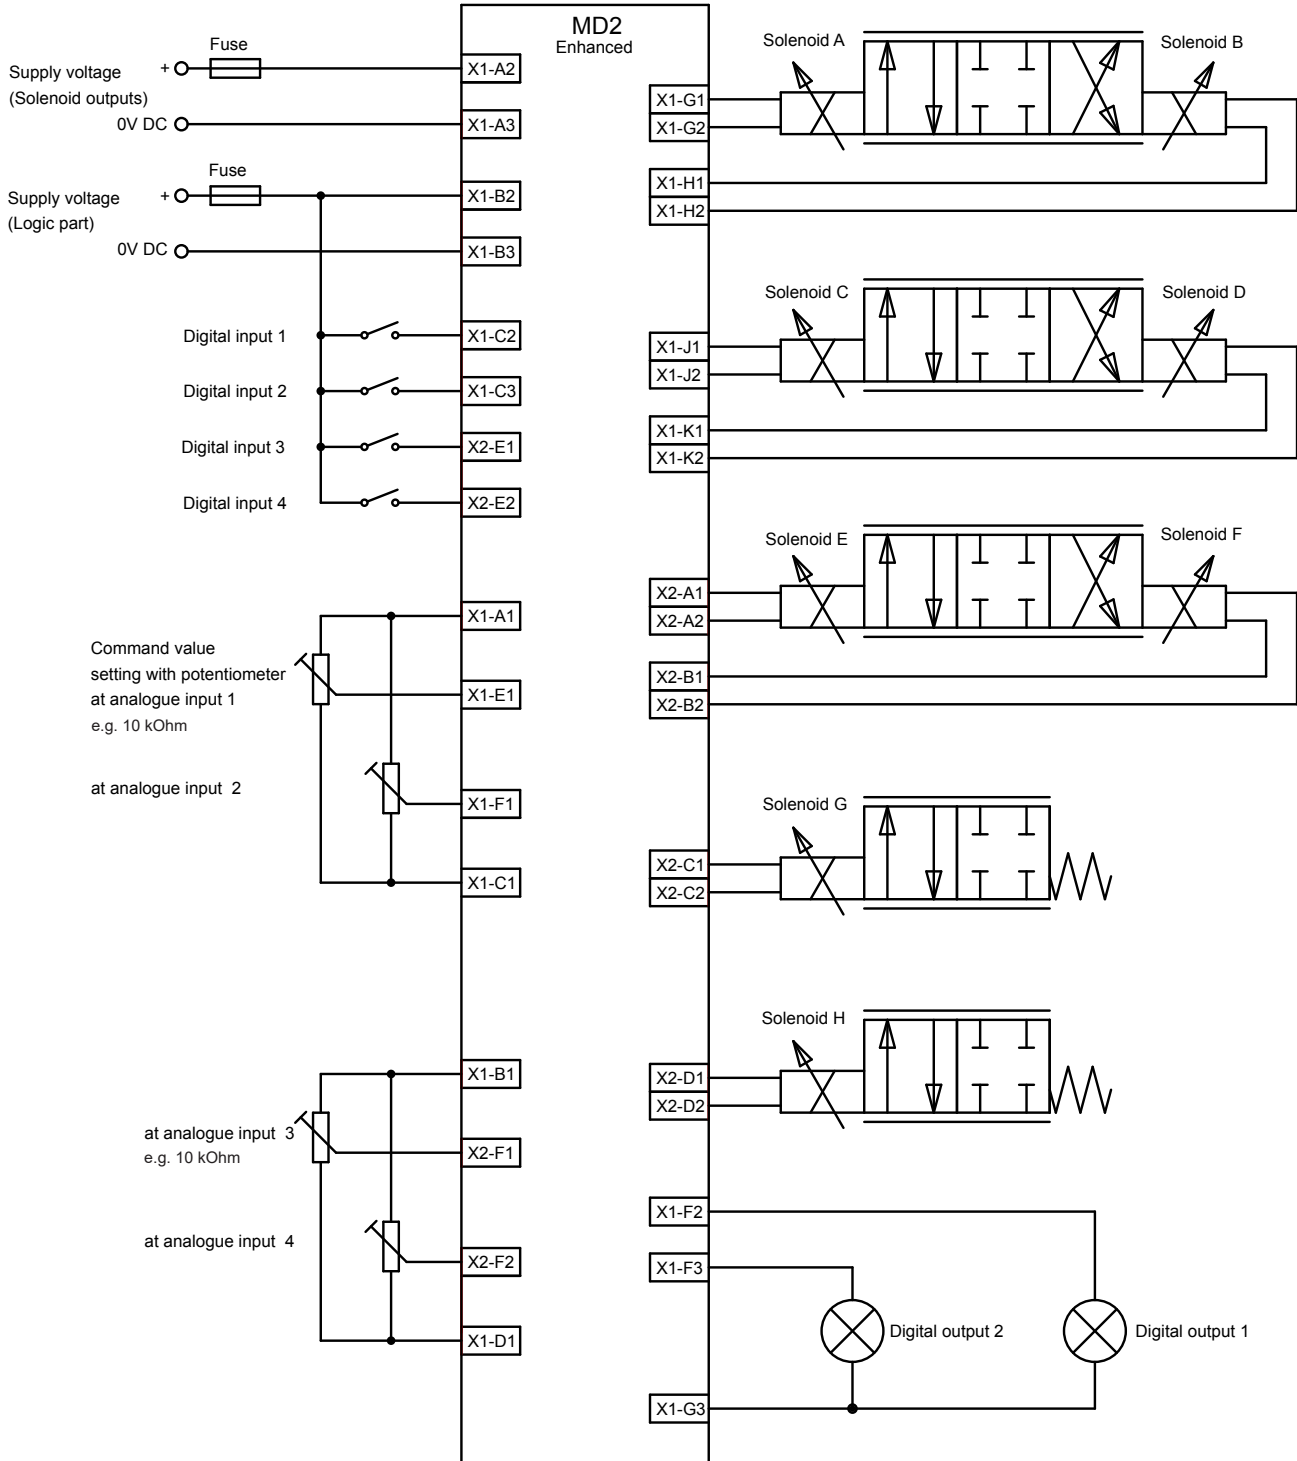 MD2
Enhanced
Fuse
Supply voltage
(Solenoid outputs)
+
X1-A2
0V DC
X1-A3
Fuse
Supply voltage
(Logic part)
+
X1-B2
0V DC
X1-B3
Digital input 1
X1-C2
Digital input 2
X1-C3
Digital input 3
X2-E1
Digital input 4
X2-E2
X1-A1
Command value
setting with potentiometer
at analogue input 1
e.g. 10 kOhm
X1-E1
at analogue input 2
X1-F1
X1-C1
X1-B1
at analogue input 3
e.g. 10 kOhm
X2-F1
at analogue input 4
X2-F2
X1-D1
Solenoid A
Solenoid B
X1-G1
X1-G2
X1-H1
X1-H2
Solenoid C
Solenoid D
X1-J1
X1-J2
X1-K1
X1-K2
Solenoid E
Solenoid F
X2-A1
X2-A2
X2-B1
X2-B2
Solenoid G
X2-C1
X2-C2
Solenoid H
X2-D1
X2-D2
X1-F2
X1-F3
Digital output 2
Digital output 1
X1-G3